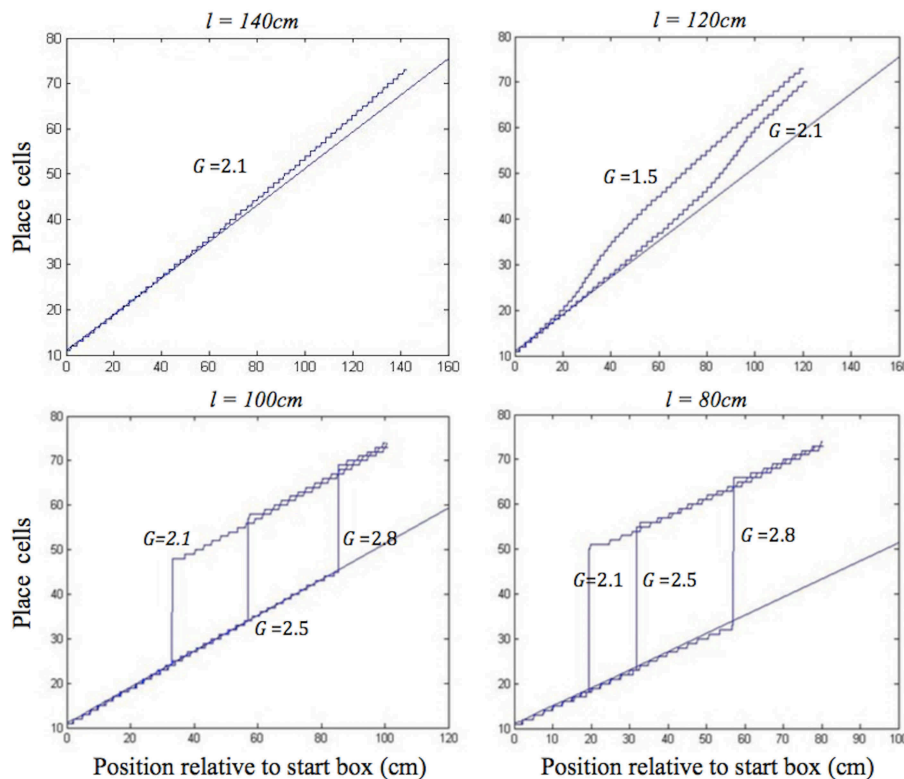 l = 140cm
80
70
60
50
40
30
20
10
G =2.1
0 20 40 60 80 100 120 140 160
l = 120cm
80
70
60
50
40
30
20
10
G =1.5
G =2.1
0 20 40 60 80 100 120 140 160
Place cells
l = 100cm
80
70
60
50
40
30
20
10
G=2.1
G =2.8
G =2.5
0 20 40 60 80 100 120
l = 80cm
80
70
60
50
40
30
20
10
G =2.8
G=2.1
G =2.5
0 10 20 30 40 50 60 70 80 90 100
Place cells
Position relative to start box (cm)
Position relative to start box (cm)